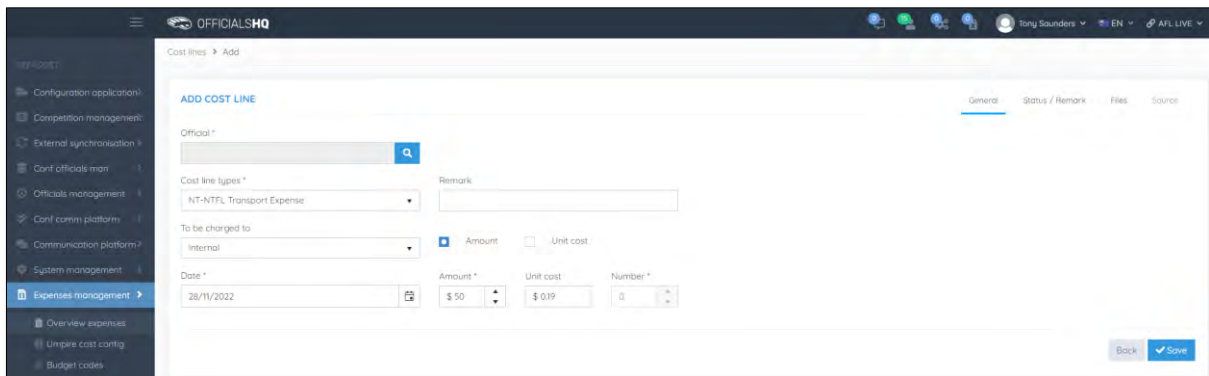 OFFICIALSHQ
Tony Saunders EN AFL LIVE
Cost lines > Add
Configuration application
Competition management
External synchronisation
Conf officials man
Officials management
Conf comm platform
Communication platform
System management
Expenses management
Overview expenses
Umpire cost config
Budget codes
ADD COST LINE
General Status / Remark Files Source
Official *
Cost line types * Remark
NT-NTFL Transport Expense
To be charged to
Internal Amount Unit cost
Date * Amount * Unit cost Number *
28/11/2022 $ 50 $ 0.19 0
Back Save